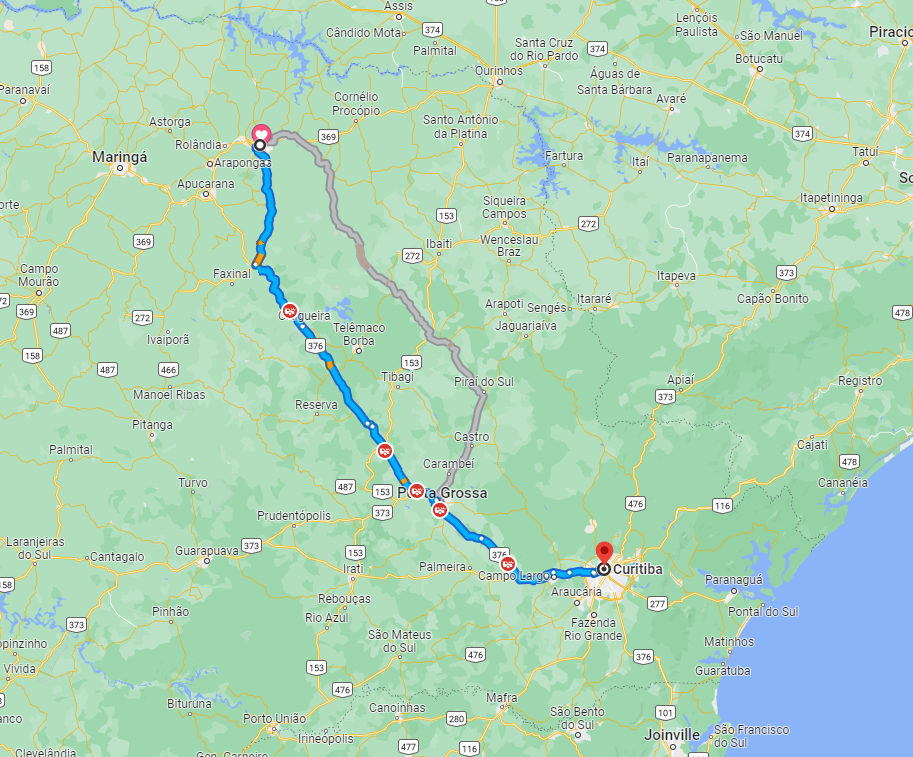 Assis
Lençóis
Paulista
374
Cândido Mota
Palmital
Santa Cruz
do Rio Pardo
374
São Manuel
Piracic
Botucatu
158
Ourinhos
Águas de
Santa Bárbara
Paranavaí
Cornélio
Procópio
Avaré
Astorga
Santo Antônio
da Platina
374
369
Rolândia
Maringá
Arapongas
Fartura
Itaí
Paranapanema
Tatuí
Apucarana
So
orte
Siqueira
Campos
Itapetininga
153
272
369
Ibaiti
Wenceslau
Braz
272
Campo
Mourão
Faxinal
Itapeva
373
Capão Bonito
72
369
Arapoti
Sengés
Itararé
272
478
487
Telêmaco
Borba
Jaguariaíva
Ivaiporã
376
158
153
487
466
Tibagi
Piraí do Sul
Apiaí
Registro
Manoel Ribas
373
Reserva
Pitanga
Castro
Cajati
Palmital
Carambeí
478
Cananéia
Turvo
487
153
Ponta Grossa
373
476
116
Prudentópolis
Laranjeiras
do Sul
Cantagalo
Guarapuava
373
153
376
Irati
Palmeira
Campo Largo
Curitiba
158
Araucária
Paranaguá
277
Rebouças
Pinhão
Rio Azul
Fazenda
Rio Grande
Pontal do Sul
373
São Mateus
do Sul
opinzinho
Matinhos
476
376
Vivida
153
Guaratuba
476
Mafra
Bituruna
Canoinhas
101
anco
Porto União
280
São Bento
do Sul
São Francisco
do Sul
Irineópolis
Joinville
477
116
Clevelândia
Gen. Carneiro